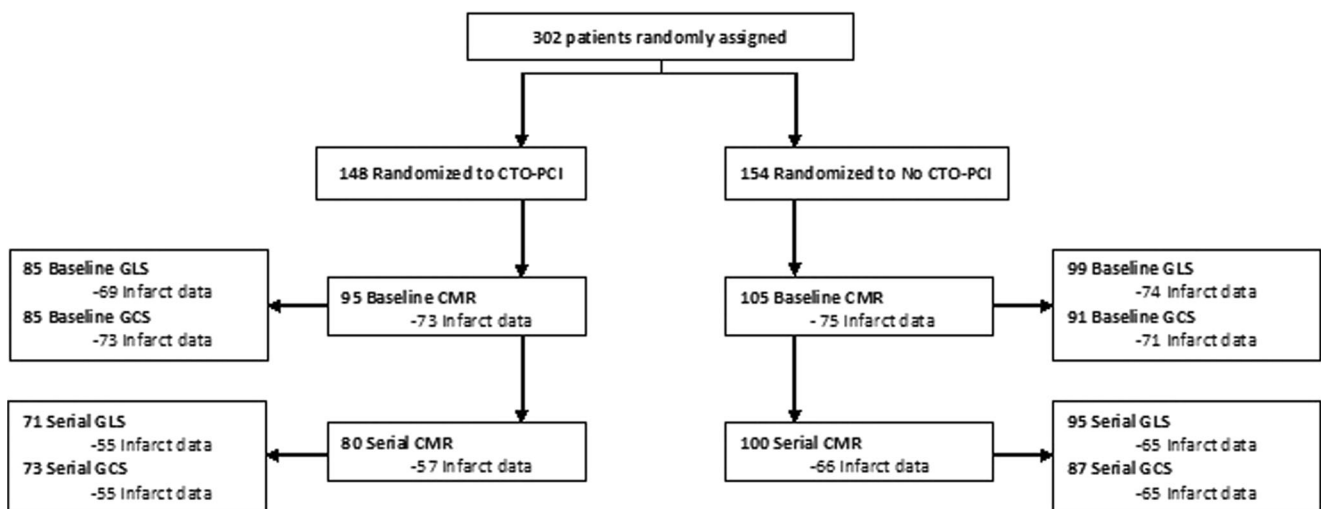 302 patients randomly assigned
148 Randomized to CTO-PCI
154 Randomized to No CTO-PCI
85 Baseline GLS
-69 Infarct data
85 Baseline GCS
-73 Infarct data
95 Baseline CMR
-73 Infarct data
105 Baseline CMR
- 75 Infarct data
99 Baseline GLS
-74 Infarct data
91 Baseline GCS
-71 Infarct data
71 Serial GLS
-55 Infarct data
73 Serial GCS
-55 Infarct data
80 Serial CMR
-57 Infarct data
100 Serial CMR
-66 Infarct data
95 Serial GLS
-65 Infarct data
87 Serial GCS
-65 Infarct data